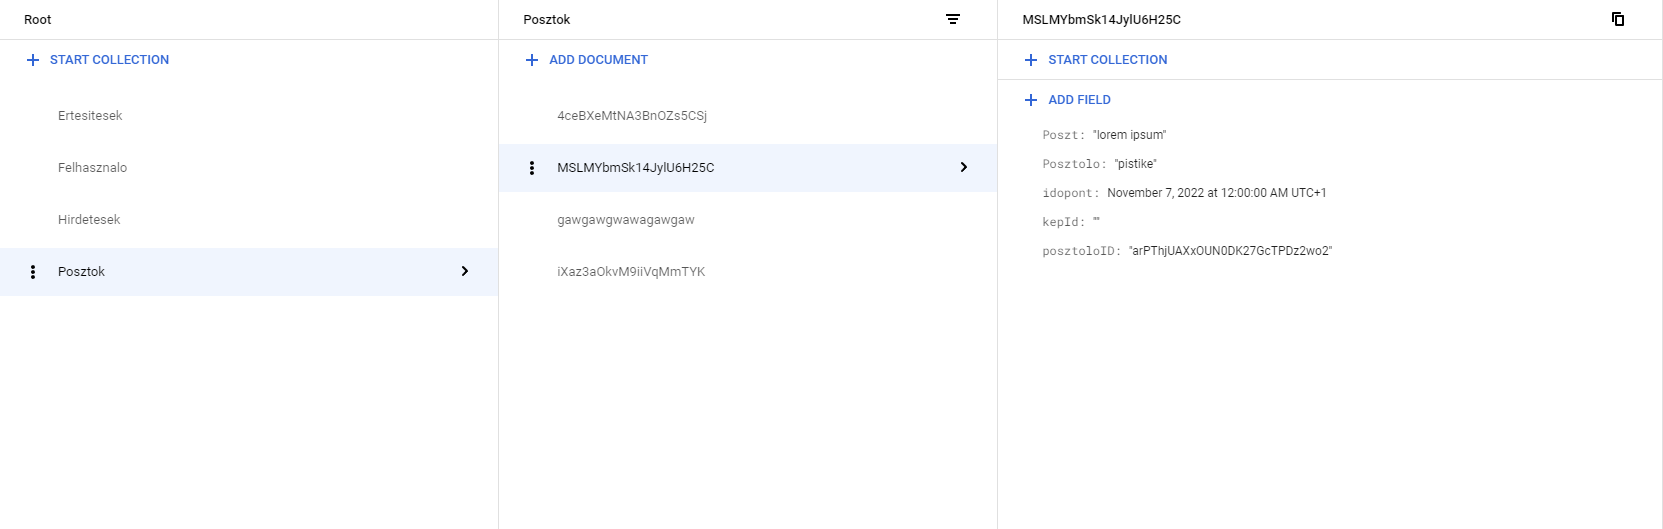 Root
START COLLECTION
Ertesitesek
Felhasznalo
Hirdetesek
Posztok
Posztok
ADD DOCUMENT
4ceBXeMtNA3BnOZs5CSj
MSLMYbmSk14JylU6H25C
gawgawgwawagawgaw
iXaz3aOkvM9iiVqMmTYK
MSLMYbmSk14JylU6H25C
START COLLECTION
ADD FIELD
Poszt: "lorem ipsum"
Posztolo: "pistike"
idopont: November 7, 2022 at 12:00:00 AM UTC+1
kepId: ""
posztoloID: "arPThjUAXxOUN0DK27GcTPDz2wo2"